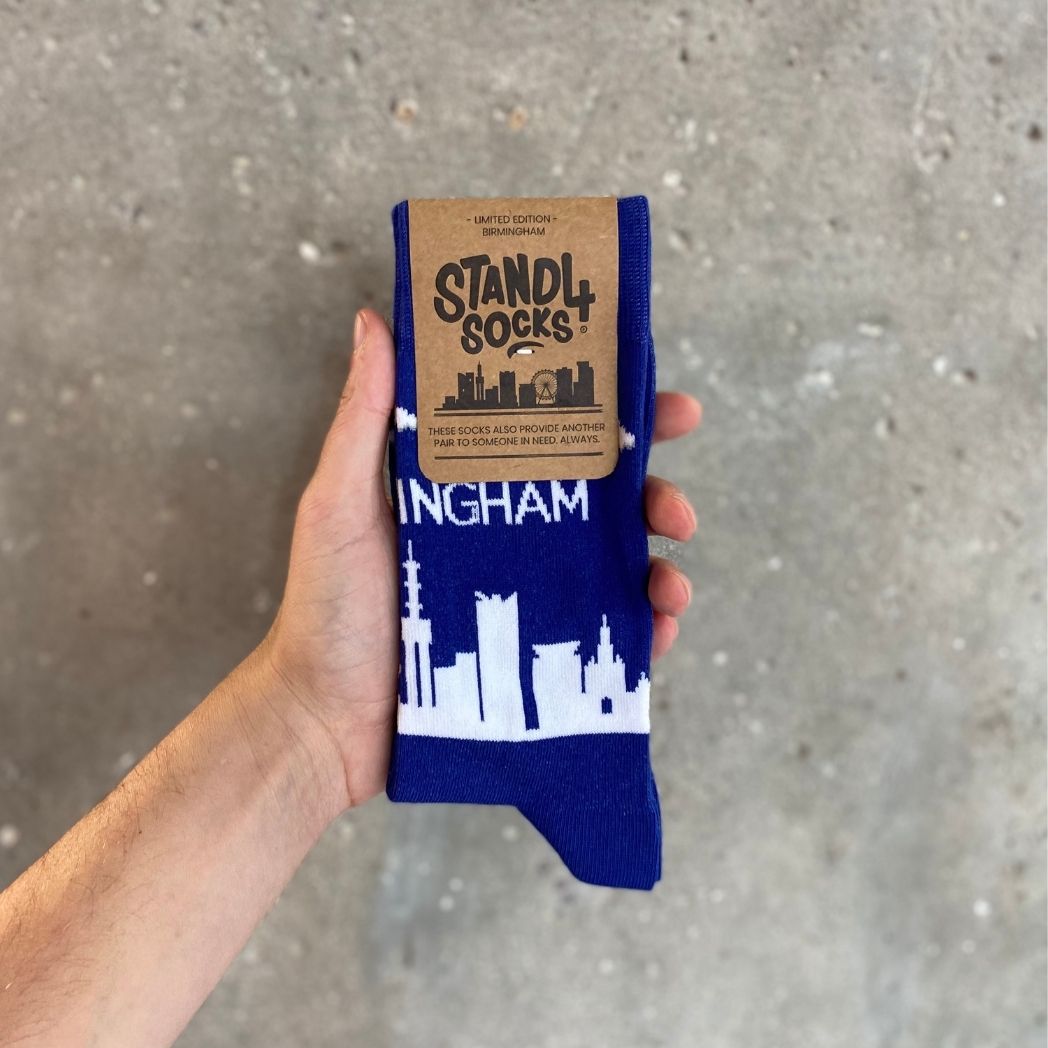 - LIMITED EDITION -
BIRMINGHAM
STAND4
SOCKS
THESE SOCKS ALSO PROVIDE ANOTHER
PAIR TO SOMEONE IN NEED. ALWAYS.
INGHAM